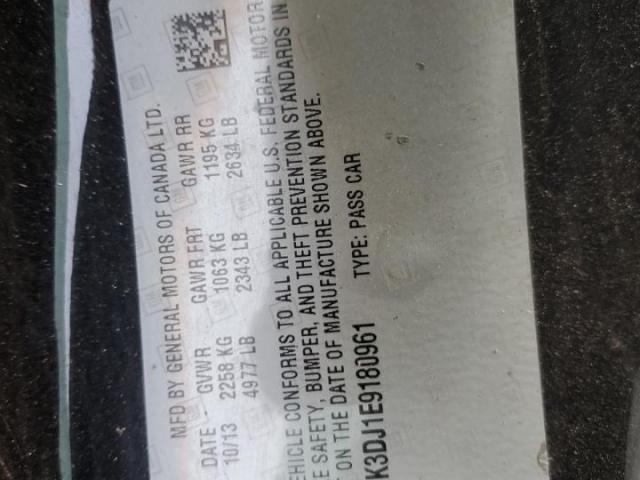 MFD BY GENERAL MOTORS OF CANADA LTD.
DATE GVWR GAWR FRT GAWR RR
10/13 2258 KG 1063 KG 1195 KG
4977 LB 2343 LB 2634 LB
EHICLE CONFORMS TO ALL APPLICABLE U.S. FEDERAL MOTOR
E SAFETY, BUMPER, AND THEFT PREVENTION STANDARDS IN
ON THE DATE OF MANUFACTURE SHOWN ABOVE.
K3DJ1E9180961 TYPE: PASS CAR